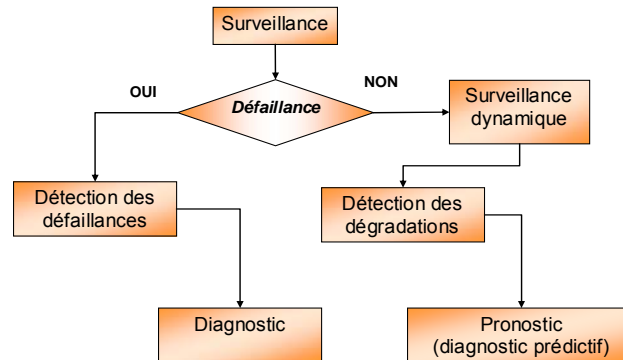 Surveillance
OUI
Défaillance
NON
Surveillance
dynamique
Détection des
défaillances
Détection des
dégradations
Diagnostic
Pronostic
(diagnostic prédictif)